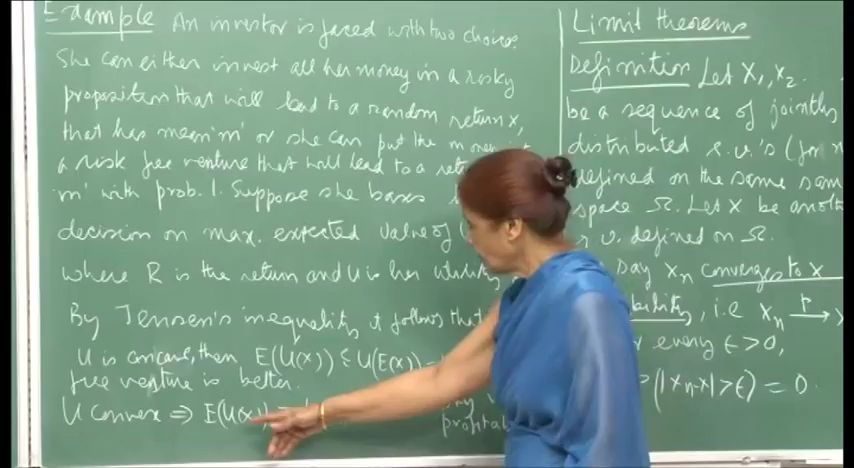 Example An investor is faced with two choices.
She can either invest all her money in a risky
proposition that will lead to a random return X,
that has mean 'm' or she can put the money
a risk free venture that will lead to a
'm' with prob. 1. Suppose she bases
decision on max. expected value of
where R is the return and U is her utility
By Jensen's inequality it follows that
U is concave, then E(U(X)) ≤ U(E(X))
free venture is better.
U Convex ⇒ E(U(X))
Limit theorems
Definition Let X1, X2.
be a sequence of jointly
distributed r.v.'s (for
defined on the same sam
space Ω. Let X be anoth
v. defined on Ω.
say Xn converges to X
bability, i.e Xn P→
every ϵ > 0,
P(|Xn-X| > ϵ) = 0.